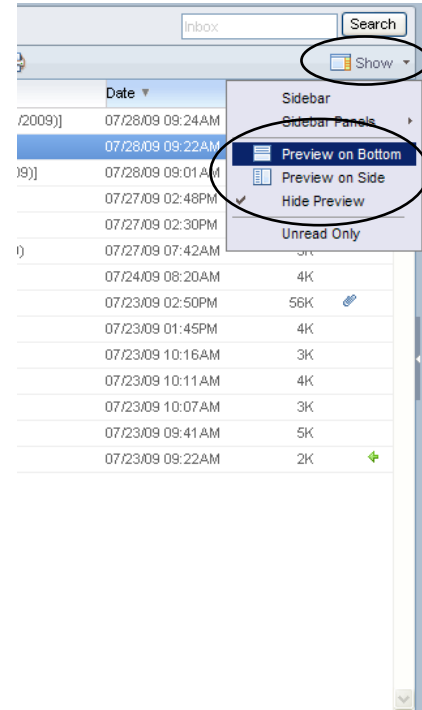 Inbox Search
Show
Date
/2009)] 07/28/09 09:24AM Sidebar
Sidebar Panels
07/28/09 09:22AM Preview on Bottom
09)] 07/28/09 09:01AM Preview on Side
07/27/09 02:48PM Hide Preview
07/27/09 02:30PM Unread Only
) 07/27/09 07:42AM 3K
07/24/09 08:20AM 4K
07/23/09 02:50PM 56K
07/23/09 01:45PM 4K
07/23/09 10:16AM 3K
07/23/09 10:11AM 4K
07/23/09 10:07AM 3K
07/23/09 09:41AM 5K
07/23/09 09:22AM 2K